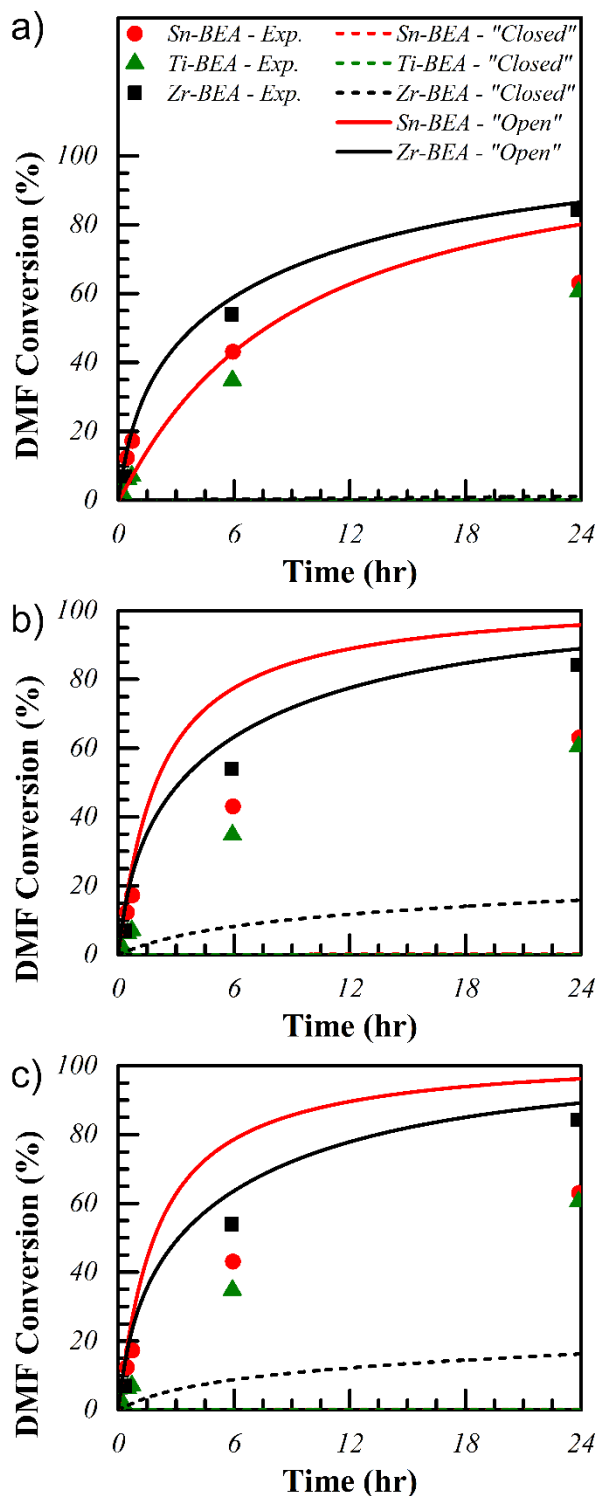 a)
Sn-BEA - Exp.
Ti-BEA - Exp.
Zr-BEA - Exp.
Sn-BEA - "Closed"
Ti-BEA - "Closed"
Zr-BEA - "Closed"
Sn-BEA - "Open"
Zr-BEA - "Open"
DMF Conversion (%)
100
80
60
40
20
0
0 6 12 18 24
Time (hr)
b)
DMF Conversion (%)
100
80
60
40
20
0
0 6 12 18 24
Time (hr)
c)
DMF Conversion (%)
100
80
60
40
20
0
0 6 12 18 24
Time (hr)